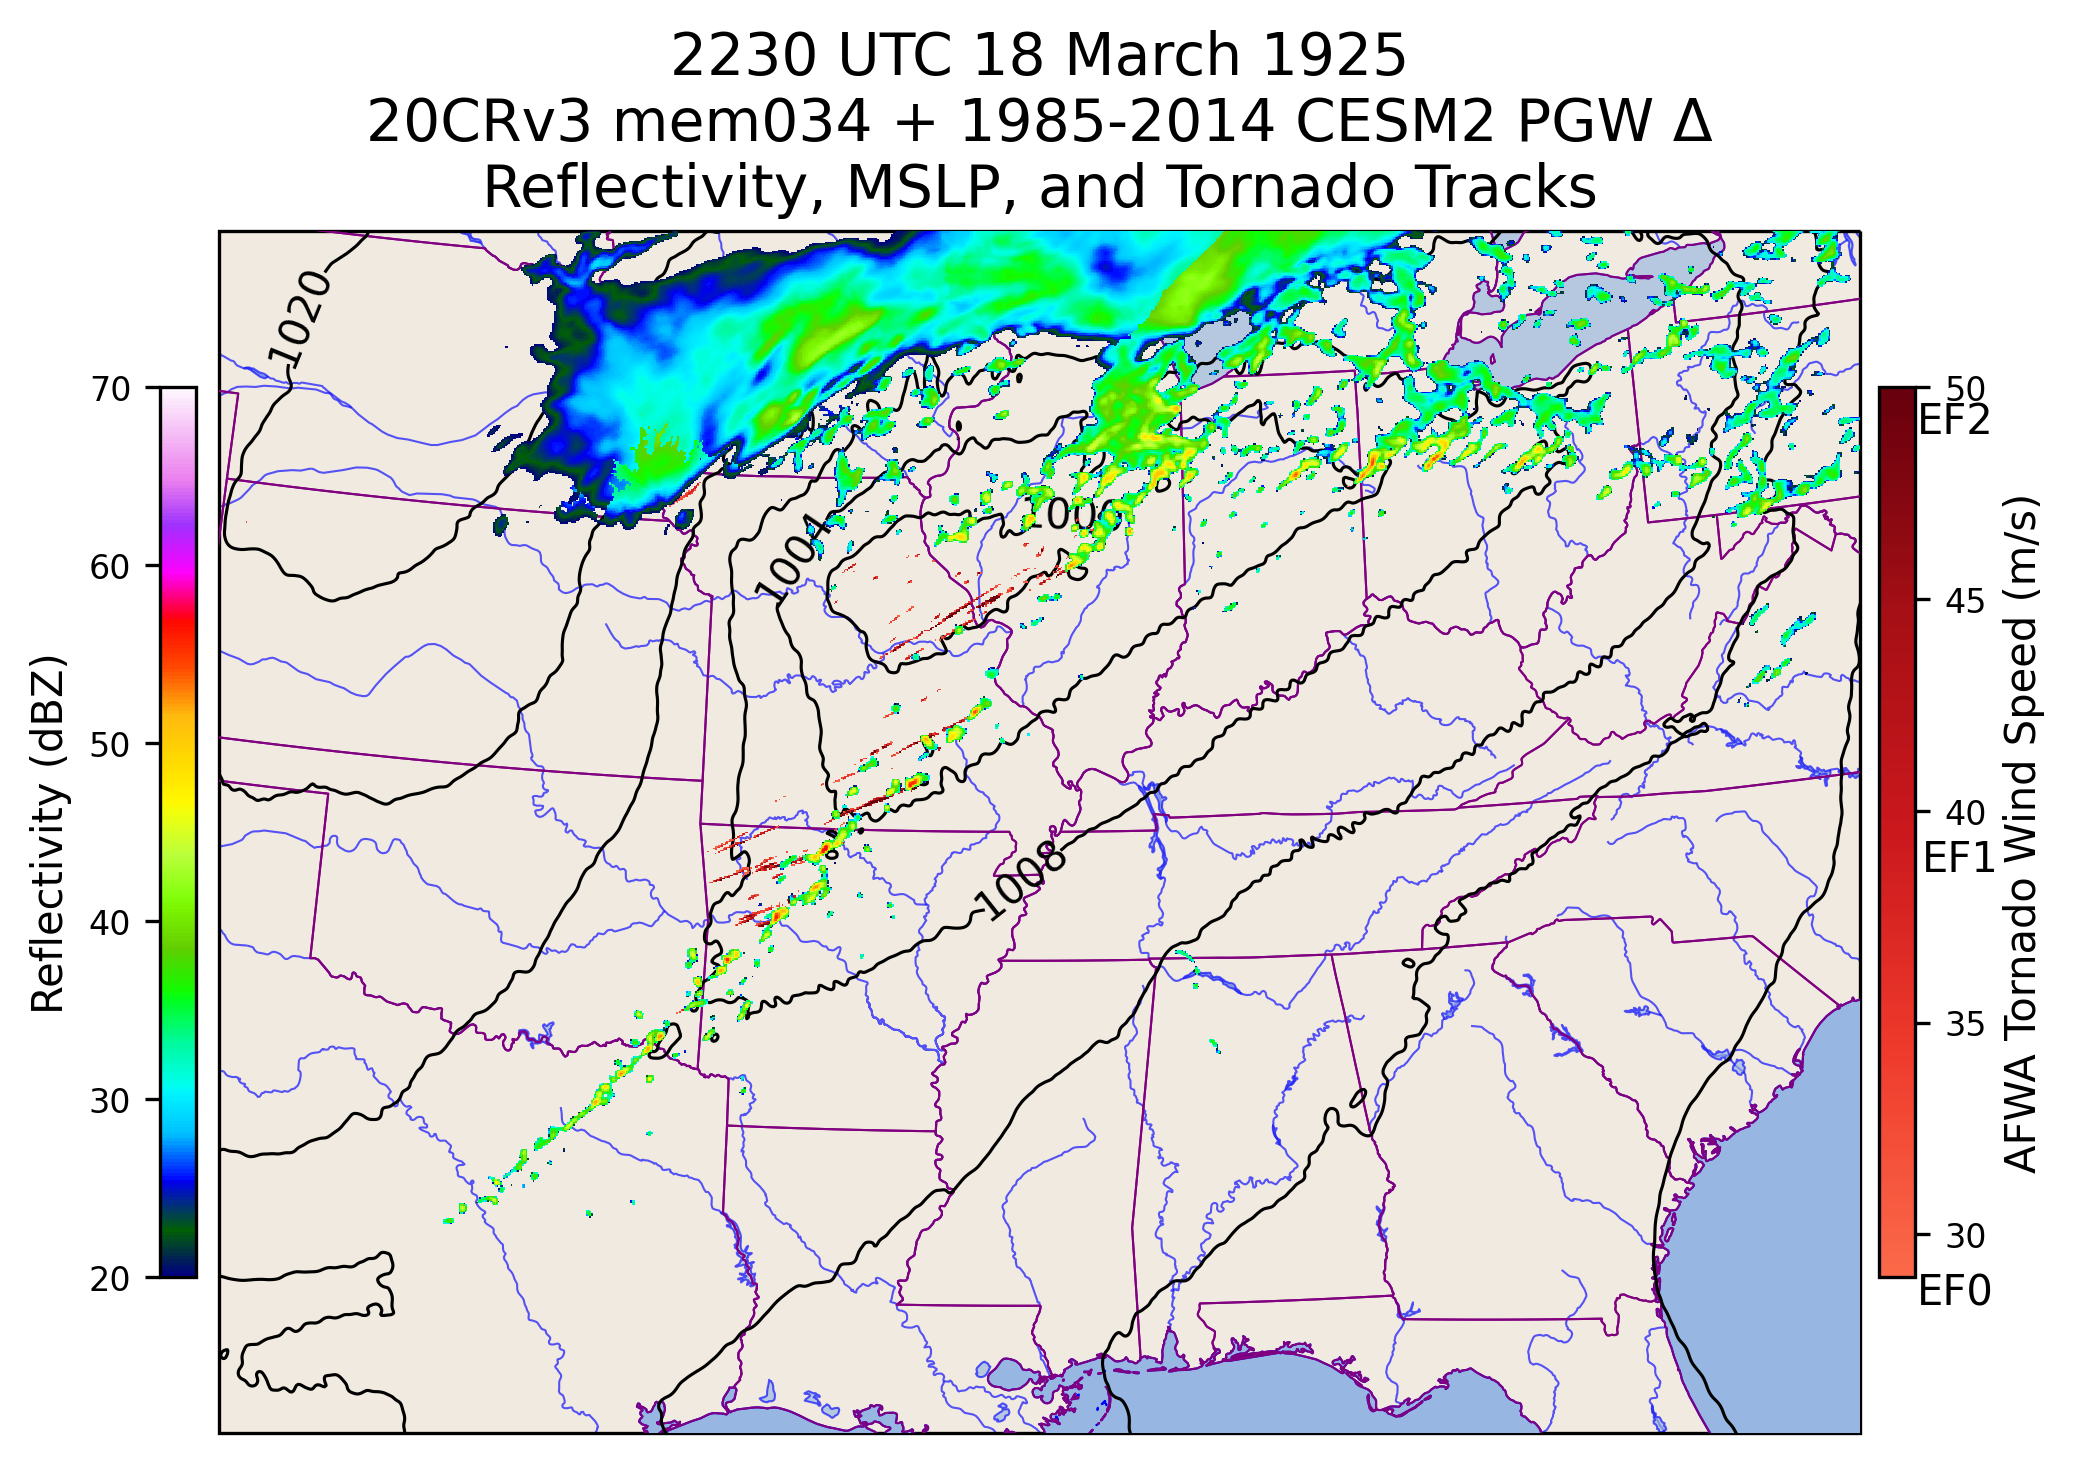 2230 UTC 18 March 1925
20CRv3 mem034 + 1985-2014 CESM2 PGW Δ
Reflectivity, MSLP, and Tornado Tracks
1020
1004
1008
Reflectivity (dBZ)
70
60
50
40
30
20
50
EF2
45
40
EF1
35
30
EF0
AFWA Tornado Wind Speed (m/s)